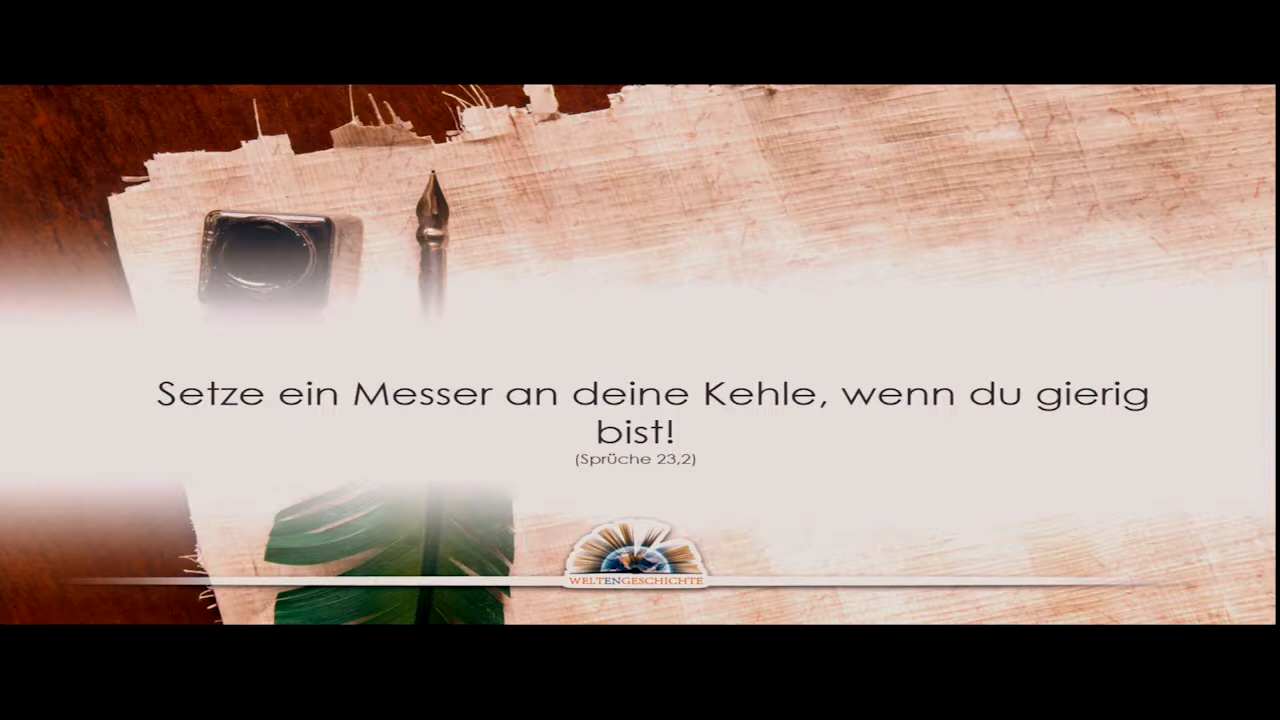 Setze ein Messer an deine Kehle, wenn du gierig
bist!
(Sprüche 23,2)
WELTENGESCHICHTE